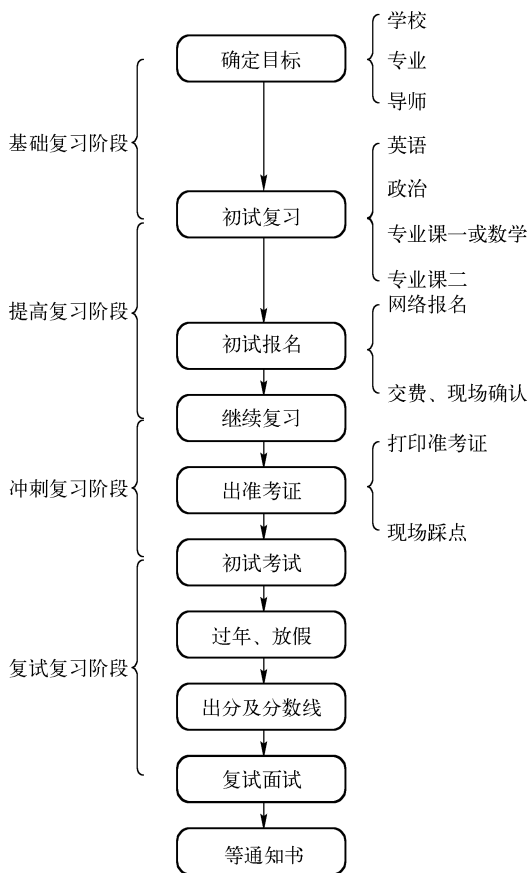 学校
确定目标
专业
导师
基础复习阶段
英语
政治
初试复习
专业课一或数学
专业课二
网络报名
提高复习阶段
初试报名
交费、现场确认
继续复习
打印准考证
冲刺复习阶段
出准考证
现场踩点
初试考试
过年、放假
复试复习阶段
出分及分数线
复试面试
等通知书